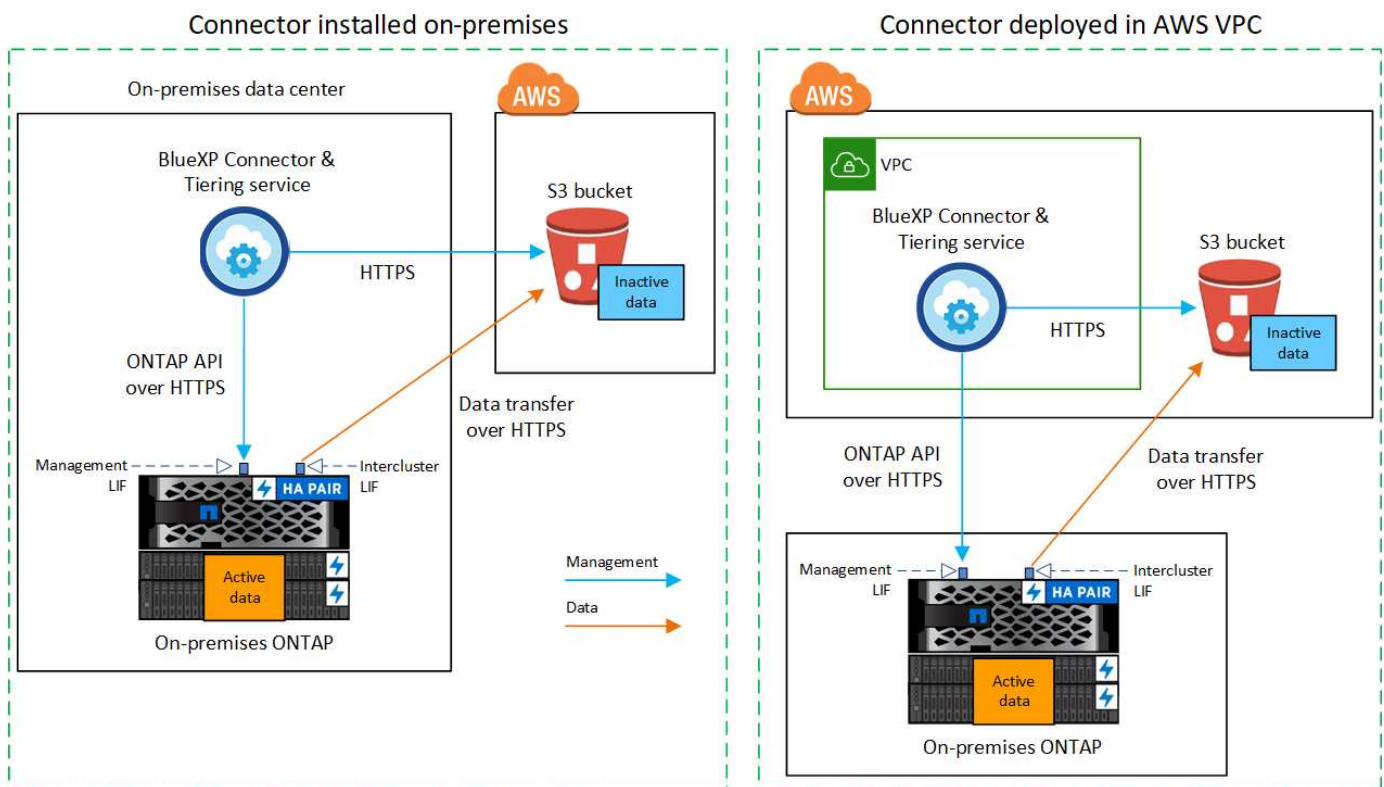 Connector installed on-premises
On-premises data center
AWS
BlueXP Connector &
Tiering service
S3 bucket
HTTPS
Inactive
data
ONTAP API
over HTTPS
Data transfer
over HTTPS
Management
LIF
Intercluster
LIF
HA PAIR
Active
data
On-premises ONTAP
Management
Data
Connector deployed in AWS VPC
AWS
VPC
BlueXP Connector &
Tiering service
S3 bucket
HTTPS
Inactive
data
ONTAP API
over HTTPS
Data transfer
over HTTPS
Management
LIF
Intercluster
LIF
HA PAIR
Active
data
On-premises ONTAP